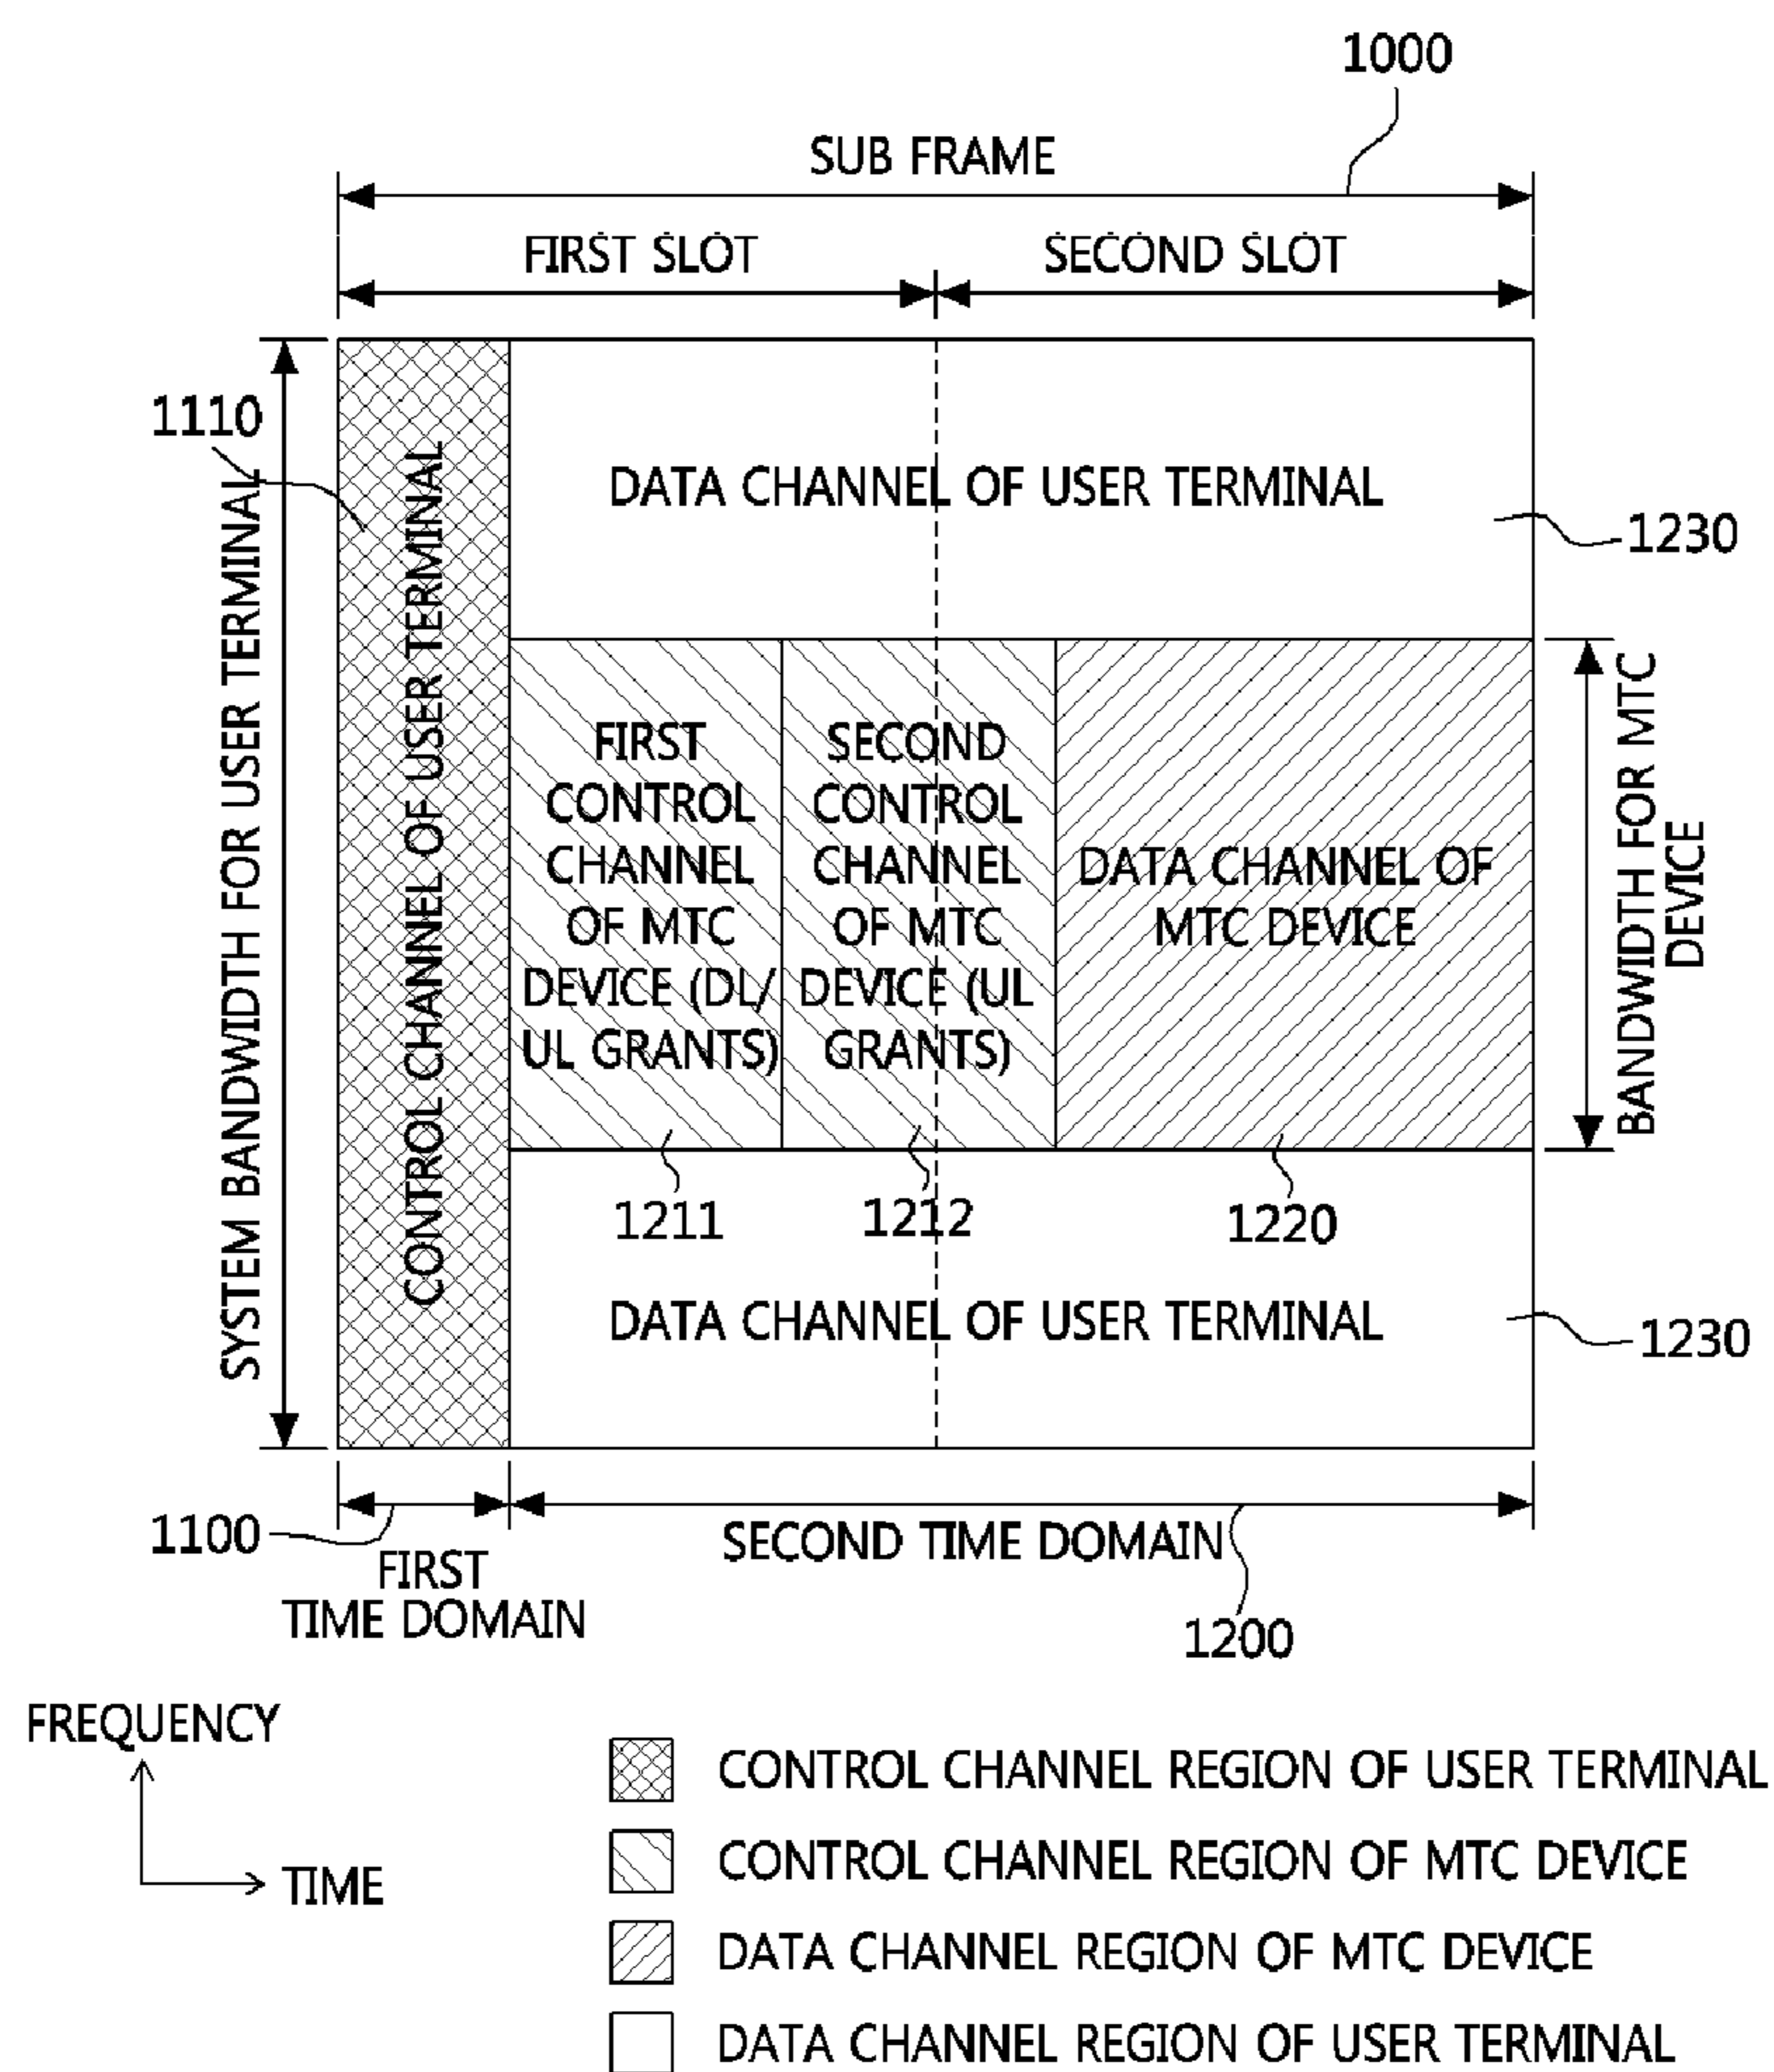 1000
SUB FRAME
FIRST SLOT
SECOND SLOT
1110
SYSTEM BANDWIDTH FOR USER TERMINAL
CONTROL CHANNEL OF USER TERMINAL
DATA CHANNEL OF USER TERMINAL
1230
FIRST
CONTROL
CHANNEL
OF MTC
DEVICE (DL/
UL GRANTS)
SECOND
CONTROL
CHANNEL
OF MTC
DEVICE (UL
GRANTS)
DATA CHANNEL OF
MTC DEVICE
BANDWIDTH FOR MTC
DEVICE
1211
1212
1220
DATA CHANNEL OF USER TERMINAL
1230
1100
FIRST
TIME DOMAIN
SECOND TIME DOMAIN
1200
FREQUENCY
TIME
CONTROL CHANNEL REGION OF USER TERMINAL
CONTROL CHANNEL REGION OF MTC DEVICE
DATA CHANNEL REGION OF MTC DEVICE
DATA CHANNEL REGION OF USER TERMINAL